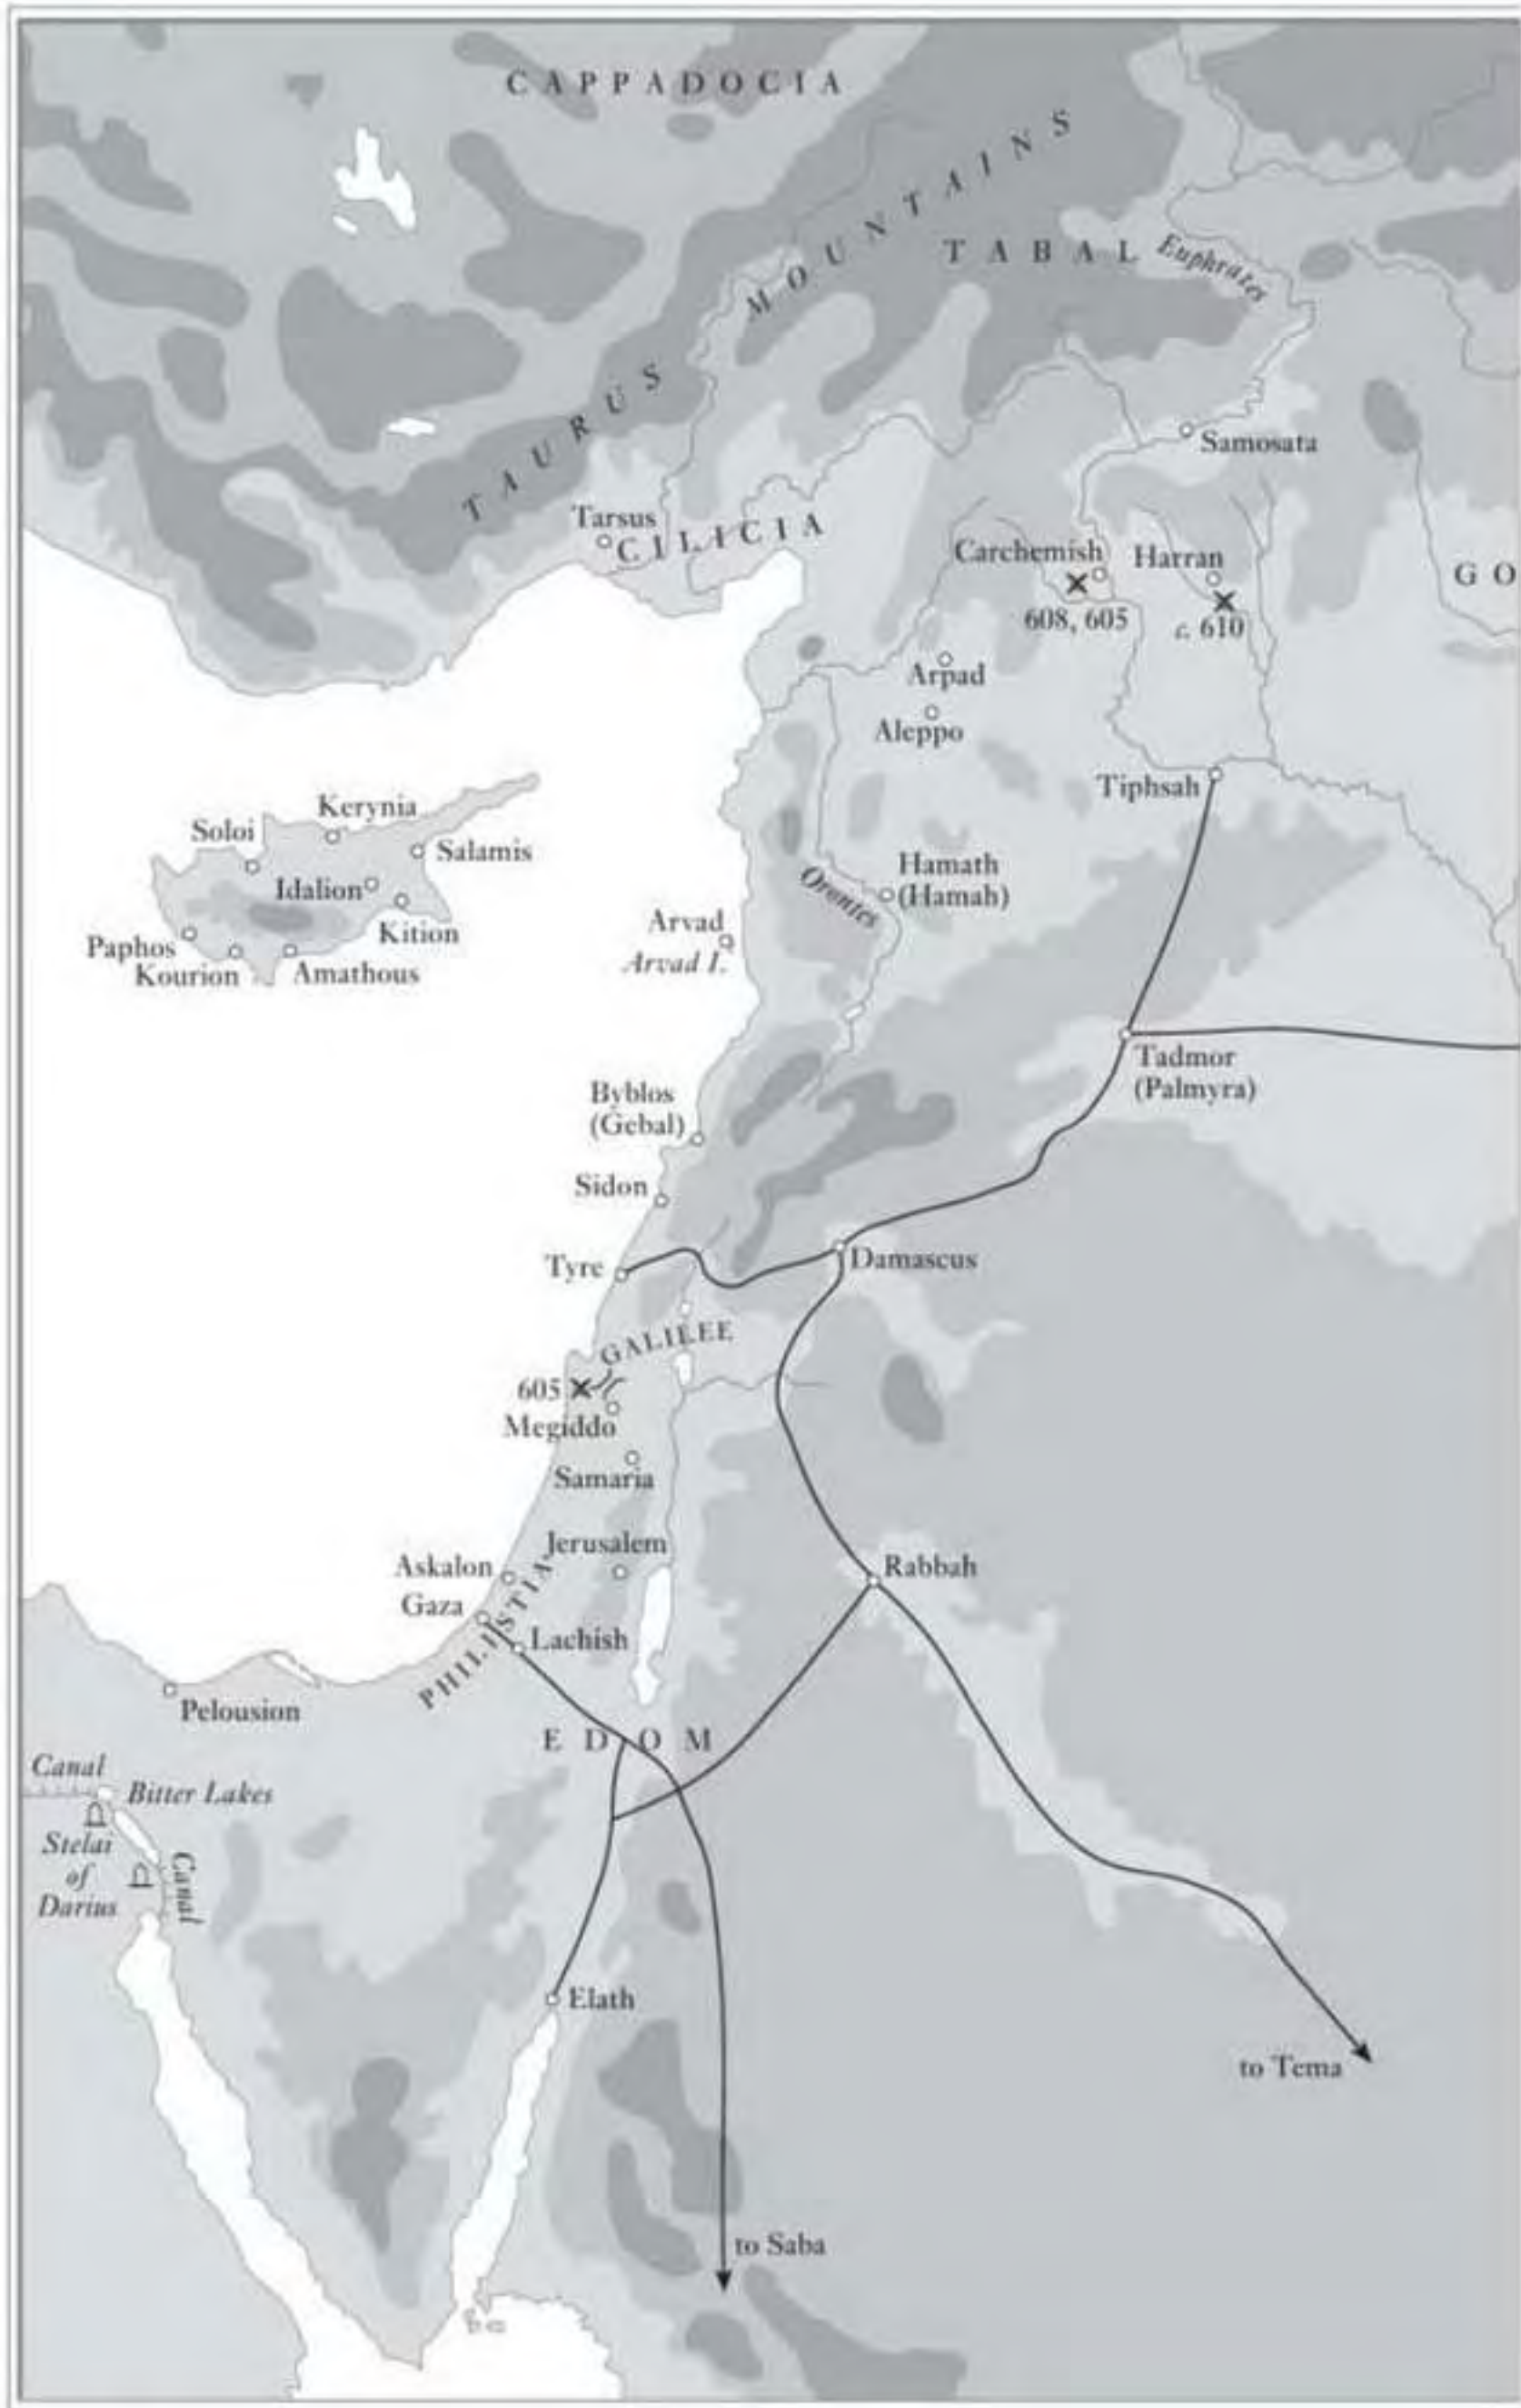 CAPPADOCIA
TAURUS MOUNTAINS
TABAL
Euphrates
Samosata
Tarsus
CILICIA
Carchemish
608, 605
Harran
c. 610
GO
Arpad
Aleppo
Tiphsah
Kerynia
Soloi
Salamis
Idalion
Kition
Paphos
Kourion
Amathous
Hamath
(Hamah)
Orontes
Arvad
Arvad I.
Tadmor
(Palmyra)
Byblos
(Gebal)
Sidon
Tyre
Damascus
GALILEE
605
Megiddo
Samaria
Jerusalem
Askalon
Gaza
PHILISTIA
Lachish
Rabbah
Pelousion
EDOM
Canal
Bitter Lakes
Stelai
of
Darius
Canal
Elath
to Tema
to Saba